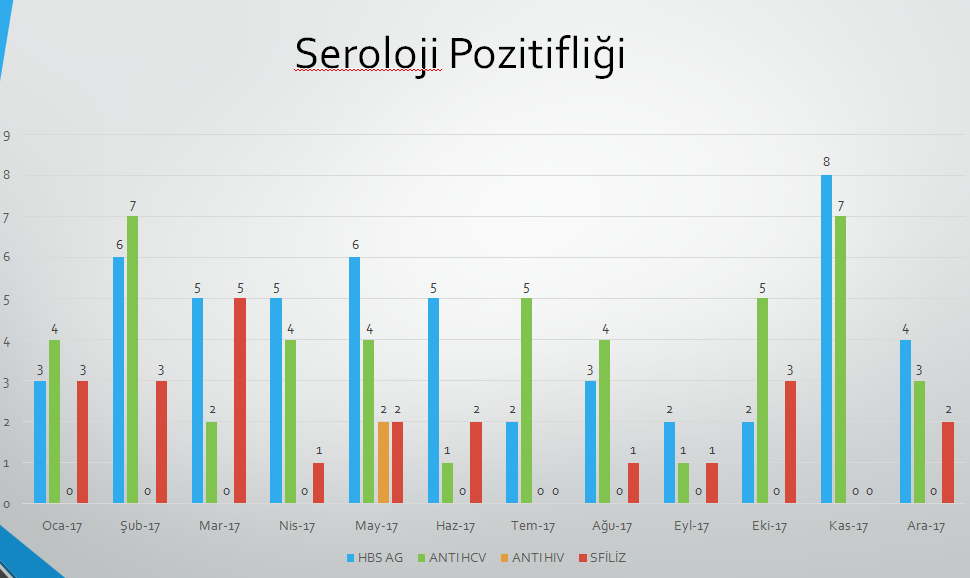 Seroloji Pozitifliği
9
8
7
6
5
4
3
2
1
0
3 4 0 3
6 7 0 3
5 2 0 5
5 4 0 1
6 4 2 2
5 1 0 2
2 5 0 0
3 4 0 1
2 1 0 1
2 5 0 3
8 7 0 0
4 3 0 2
Oca-17 Şub-17 Mar-17 Nis-17 May-17 Haz-17 Tem-17 Ağu-17 Eyl-17 Eki-17 Kas-17 Ara-17
HBS AG ANTI HCV ANTI HIV SFİLİZ